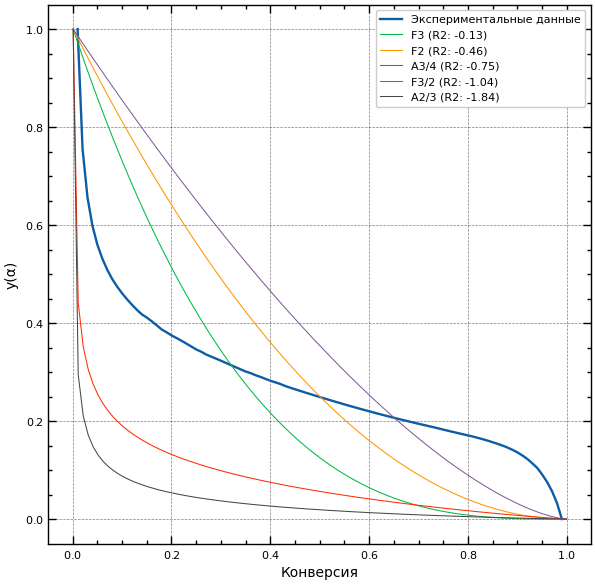 Экспериментальные данные
F3 (R2: -0.13)
F2 (R2: -0.46)
A3/4 (R2: -0.75)
F3/2 (R2: -1.04)
A2/3 (R2: -1.84)
y(α)
1.0
0.8
0.6
0.4
0.2
0.0
0.0 0.2 0.4 0.6 0.8 1.0
Конверсия